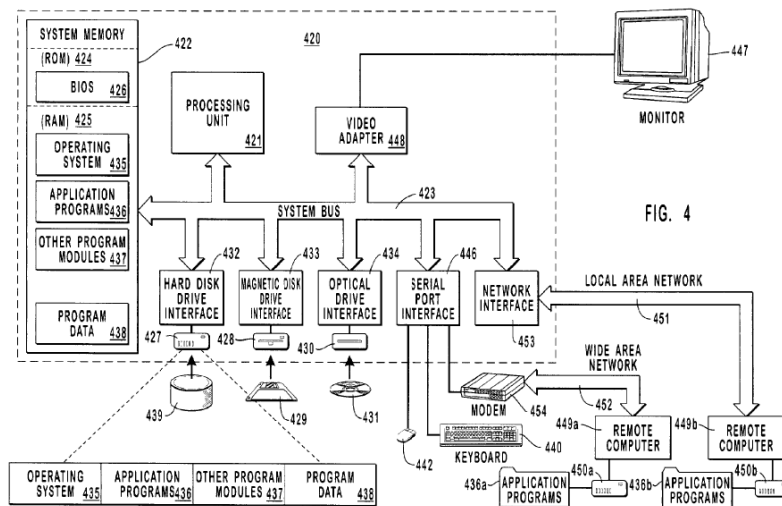 SYSTEM MEMORY
(ROM) 424
BIOS
426
(RAM) 425
OPERATING
SYSTEM 435
APPLICATION
PROGRAMS 436
OTHER PROGRAM
MODULES 437
PROGRAM
DATA 438
422
420
PROCESSING
UNIT
421
VIDEO
ADAPTER 448
447
MONITOR
423
SYSTEM BUS
FIG. 4
432
HARD DISK
DRIVE
INTERFACE
433
MAGNETIC DISK
DRIVE
INTERFACE
434
OPTICAL
DRIVE
INTERFACE
446
SERIAL
PORT
INTERFACE
NETWORK
INTERFACE
453
LOCAL AREA NETWORK
451
427
428
430
439
429
431
WIDE AREA
NETWORK
452
MODEM
454
442
KEYBOARD
440
449a
REMOTE
COMPUTER
449b
REMOTE
COMPUTER
450a
436a
APPLICATION
PROGRAMS
450b
436b
APPLICATION
PROGRAMS
OPERATING
SYSTEM 435
APPLICATION
PROGRAMS 436
OTHER PROGRAM
MODULES 437
PROGRAM
DATA 438